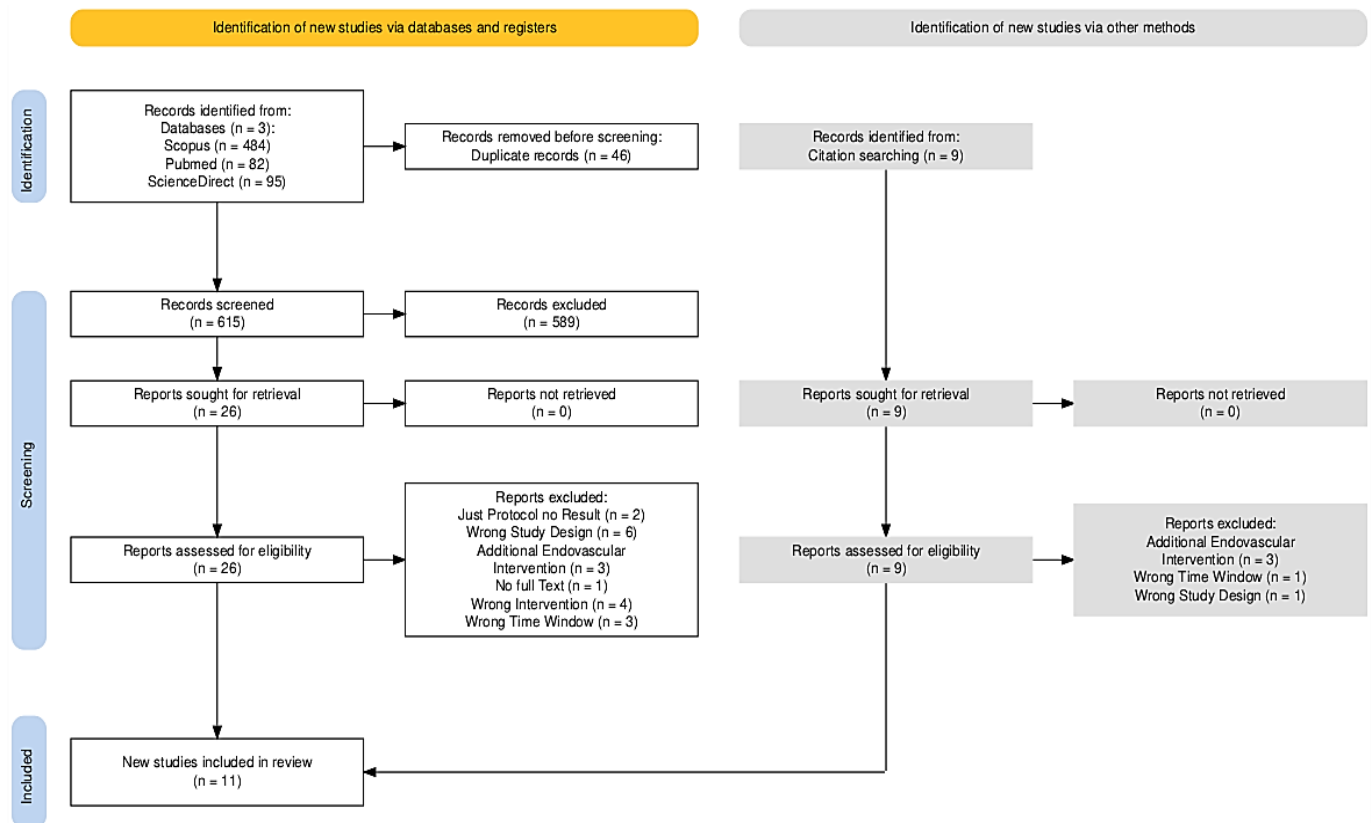 Identification of new studies via databases and registers
Identification of new studies via other methods
Identification
Records identified from:
Databases (n = 3):
Scopus (n = 484)
Pubmed (n = 82)
ScienceDirect (n = 95)
Records removed before screening:
Duplicate records (n = 46)
Records identified from:
Citation searching (n = 9)
Screening
Records screened
(n = 615)
Records excluded
(n = 589)
Reports sought for retrieval
(n = 26)
Reports not retrieved
(n = 0)
Reports sought for retrieval
(n = 9)
Reports not retrieved
(n = 0)
Reports assessed for eligibility
(n = 26)
Reports excluded:
Just Protocol no Result (n = 2)
Wrong Study Design (n = 6)
Additional Endovascular
Intervention (n = 3)
No full Text (n = 1)
Wrong Intervention (n = 4)
Wrong Time Window (n = 3)
Reports assessed for eligibility
(n = 9)
Reports excluded:
Additional Endovascular
Intervention (n = 3)
Wrong Time Window (n = 1)
Wrong Study Design (n = 1)
Included
New studies included in review
(n = 11)